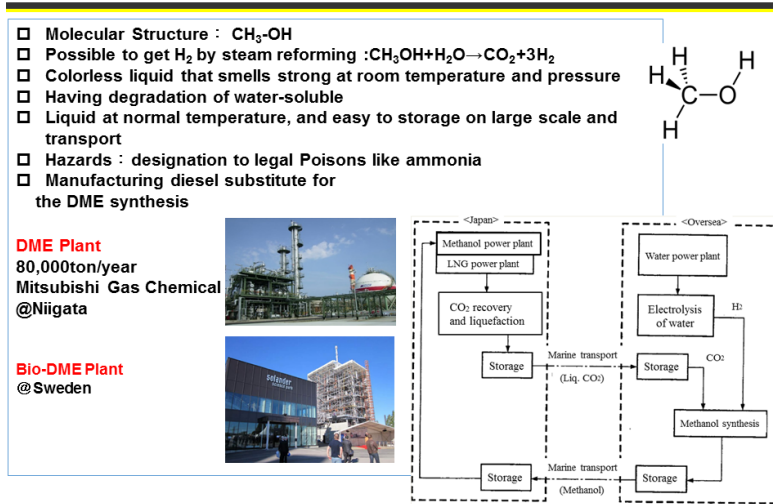 Molecular Structure： CH₃-OH
Possible to get H₂ by steam reforming :CH₃OH+H₂O→CO₂+3H₂
Colorless liquid that smells strong at room temperature and pressure
Having degradation of water-soluble
Liquid at normal temperature, and easy to storage on large scale and
transport
Hazards： designation to legal Poisons like ammonia
Manufacturing diesel substitute for
the DME synthesis
H
H
H
C
O
H
DME Plant
80,000ton/year
Mitsubishi Gas Chemical
@Niigata
Bio-DME Plant
@Sweden
solander
<Japan>
Methanol power plant
LNG power plant
CO₂ recovery
and liquefaction
Storage
Marine transport
(Liq. CO₂)
<Oversea>
Water power plant
Electrolysis
of water
H₂
Storage
CO₂
Methanol synthesis
Storage
Marine transport
(Methanol)
Storage